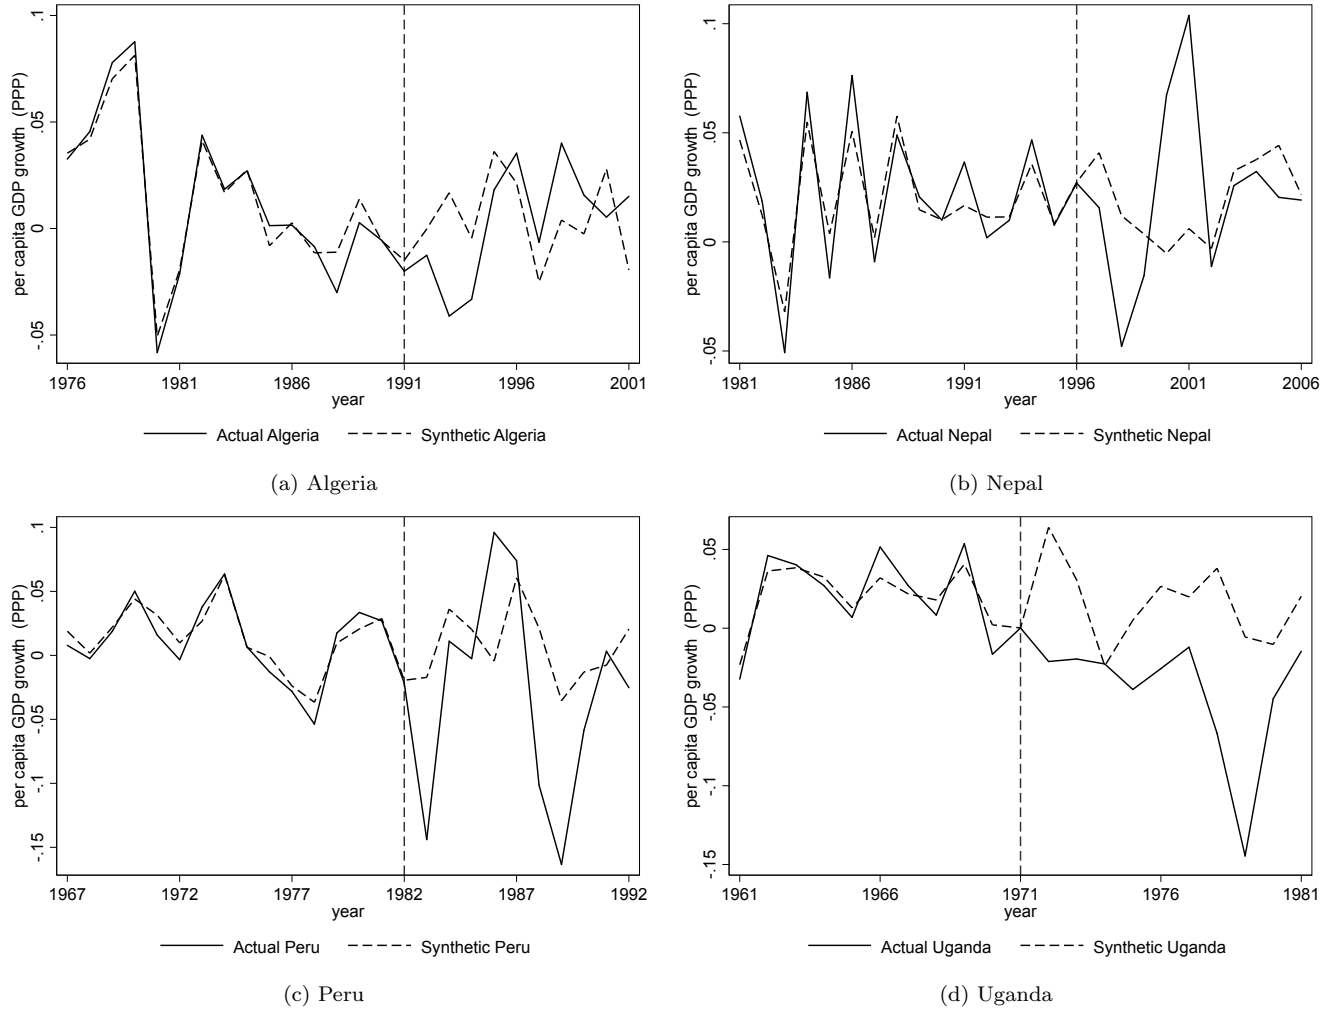 per capita GDP growth (PPP)
.1
.05
0
-.05
1976 1981 1986 1991 1996 2001
year
Actual Algeria Synthetic Algeria
(a) Algeria
per capita GDP growth (PPP)
.1
.05
0
-.05
1981 1986 1991 1996 2001 2006
year
Actual Nepal Synthetic Nepal
(b) Nepal
per capita GDP growth (PPP)
.1
.05
0
-.05
-.1
-.15
1967 1972 1977 1982 1987 1992
year
Actual Peru Synthetic Peru
(c) Peru
per capita GDP growth (PPP)
.05
0
-.05
-.1
-.15
1961 1966 1971 1976 1981
year
Actual Uganda Synthetic Uganda
(d) Uganda